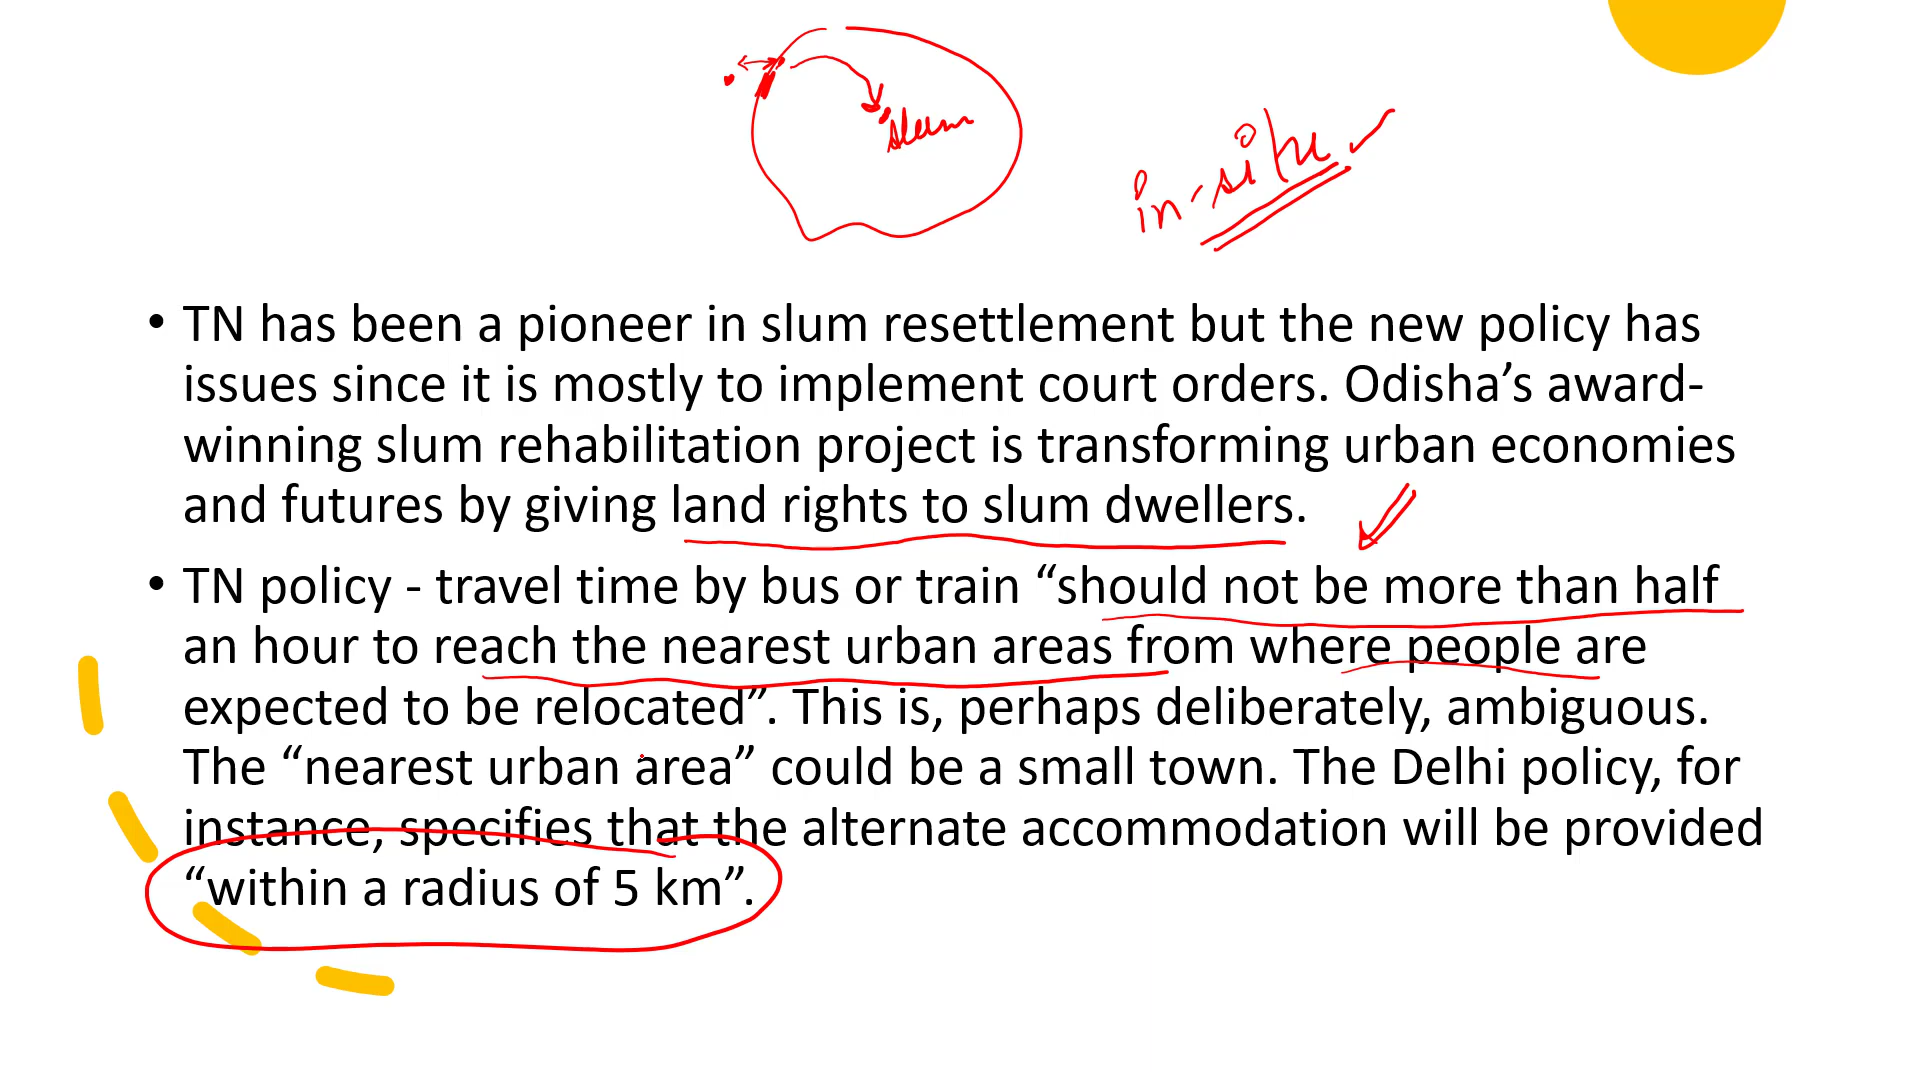 slum
in-situ
• TN has been a pioneer in slum resettlement but the new policy has
issues since it is mostly to implement court orders. Odisha’s award-
winning slum rehabilitation project is transforming urban economies
and futures by giving land rights to slum dwellers.
• TN policy - travel time by bus or train “should not be more than half
an hour to reach the nearest urban areas from where people are
expected to be relocated”. This is, perhaps deliberately, ambiguous.
The “nearest urban area” could be a small town. The Delhi policy, for
instance, specifies that the alternate accommodation will be provided
“within a radius of 5 km”.